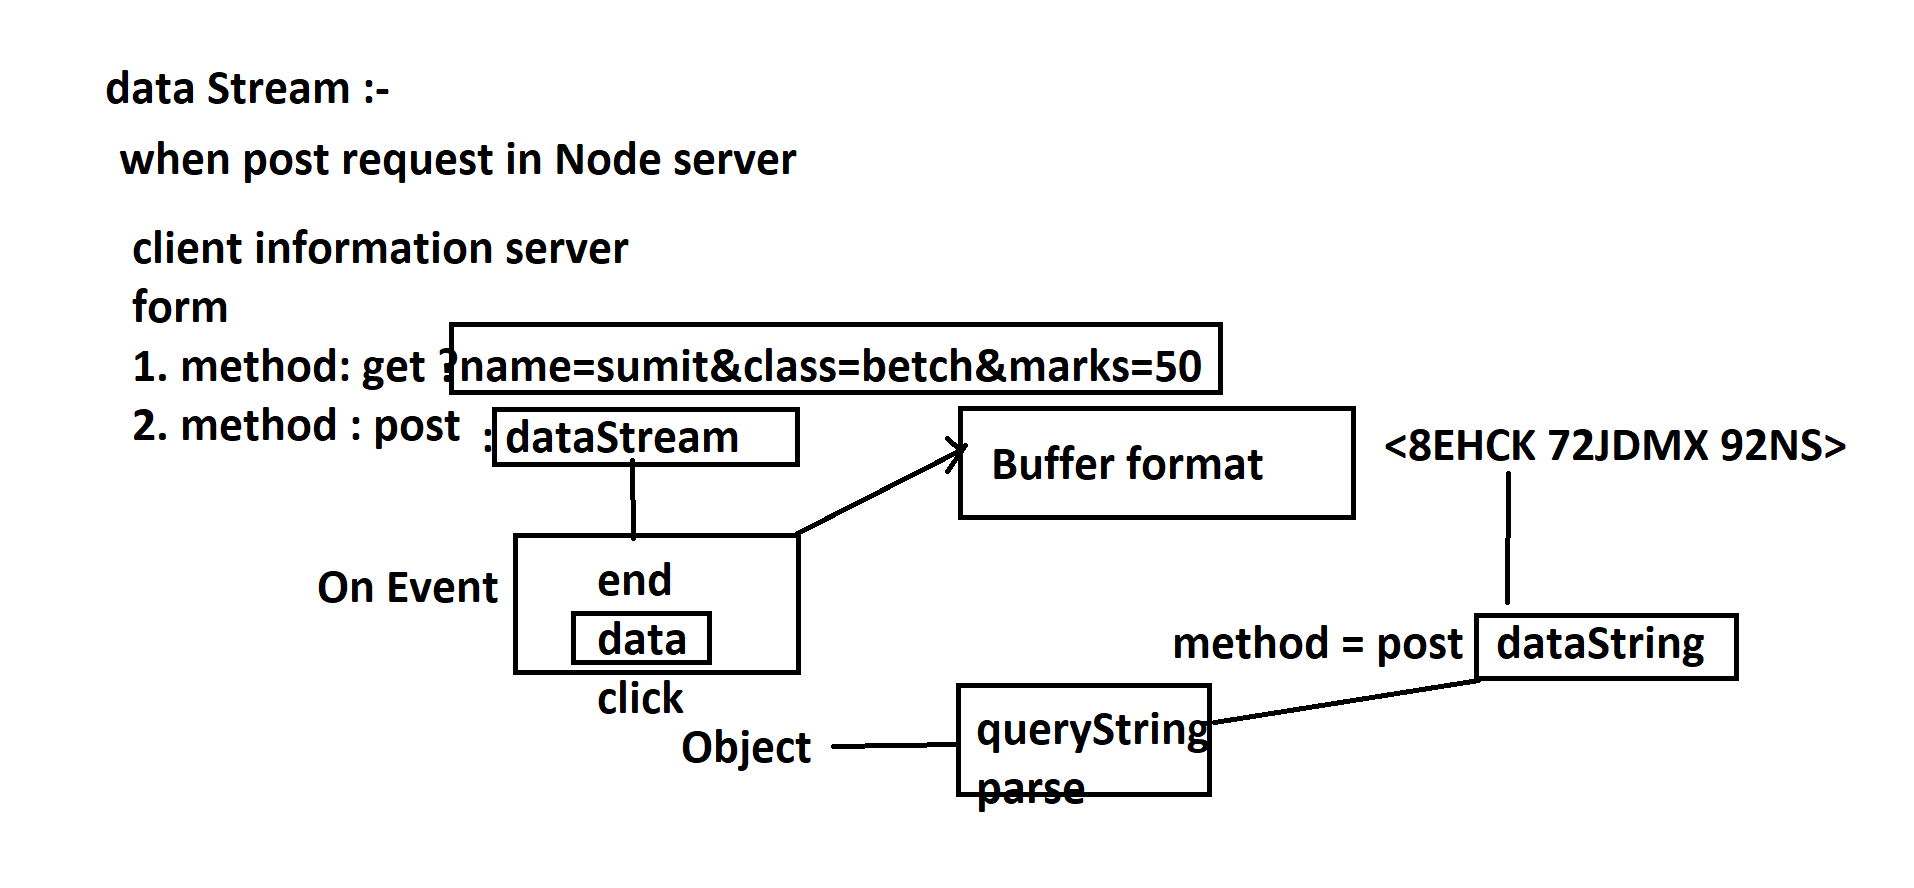 data Stream :-
when post request in Node server
client information server
form
1. method: get ?name=sumit&class=betch&marks=50
2. method : post : dataStream
Buffer format
<8EHCK 72JDMX 92NS>
On Event
end
data
click
method = post dataString
Object
queryString
parse